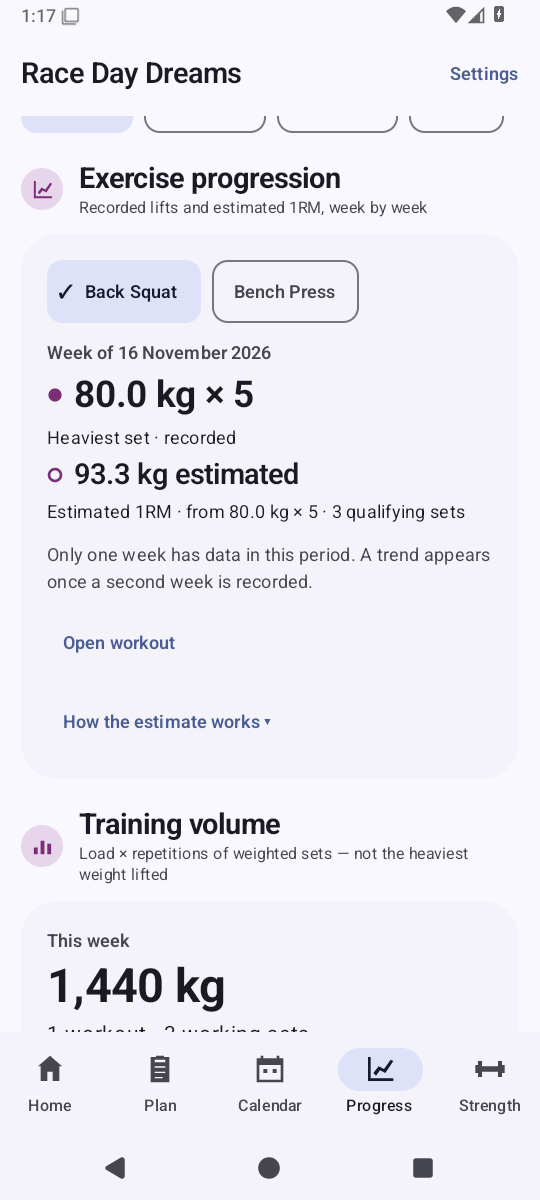 1:17
Race Day Dreams
Settings
Exercise progression
Recorded lifts and estimated 1RM, week by week
✓ Back Squat
Bench Press
Week of 16 November 2026
80.0 kg × 5
Heaviest set · recorded
93.3 kg estimated
Estimated 1RM · from 80.0 kg × 5 · 3 qualifying sets
Only one week has data in this period. A trend appears
once a second week is recorded.
Open workout
How the estimate works ▾
Training volume
Load × repetitions of weighted sets — not the heaviest
weight lifted
This week
1,440 kg
1 workout ·
working sets
Home
Plan
Calendar
Progress
Strength